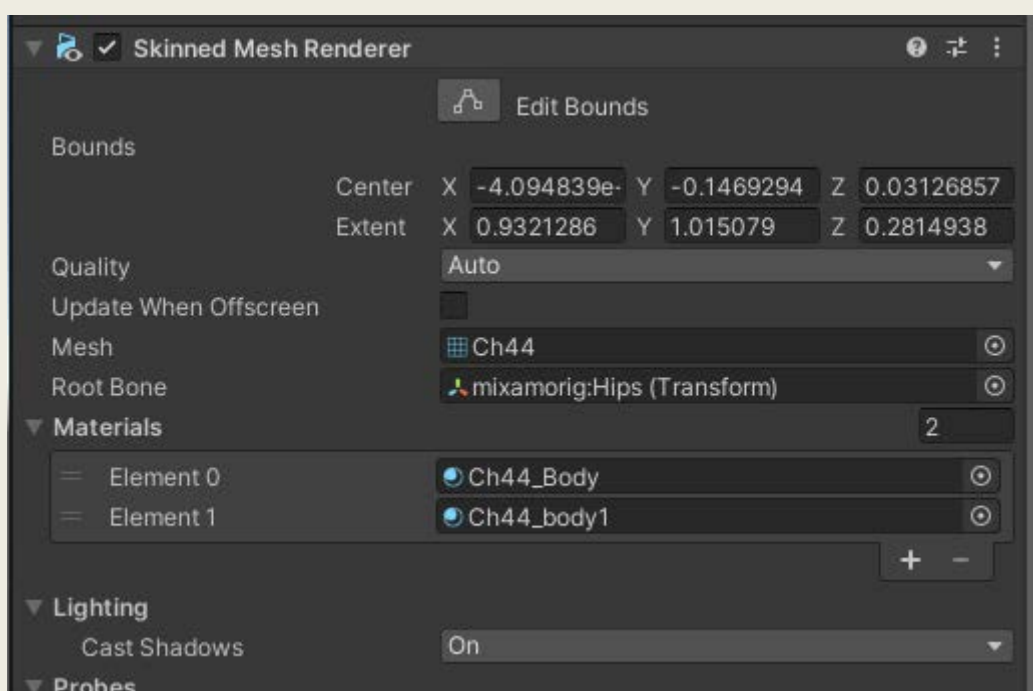 Skinned Mesh Renderer
Edit Bounds
Bounds
Center X -4.094839e- Y -0.1469294 Z 0.03126857
Extent X 0.9321286 Y 1.015079 Z 0.2814938
Quality Auto
Update When Offscreen
Mesh Ch44
Root Bone mixamorig:Hips (Transform)
Materials 2
Element 0 Ch44_Body
Element 1 Ch44_body1
Lighting
Cast Shadows On
Probes